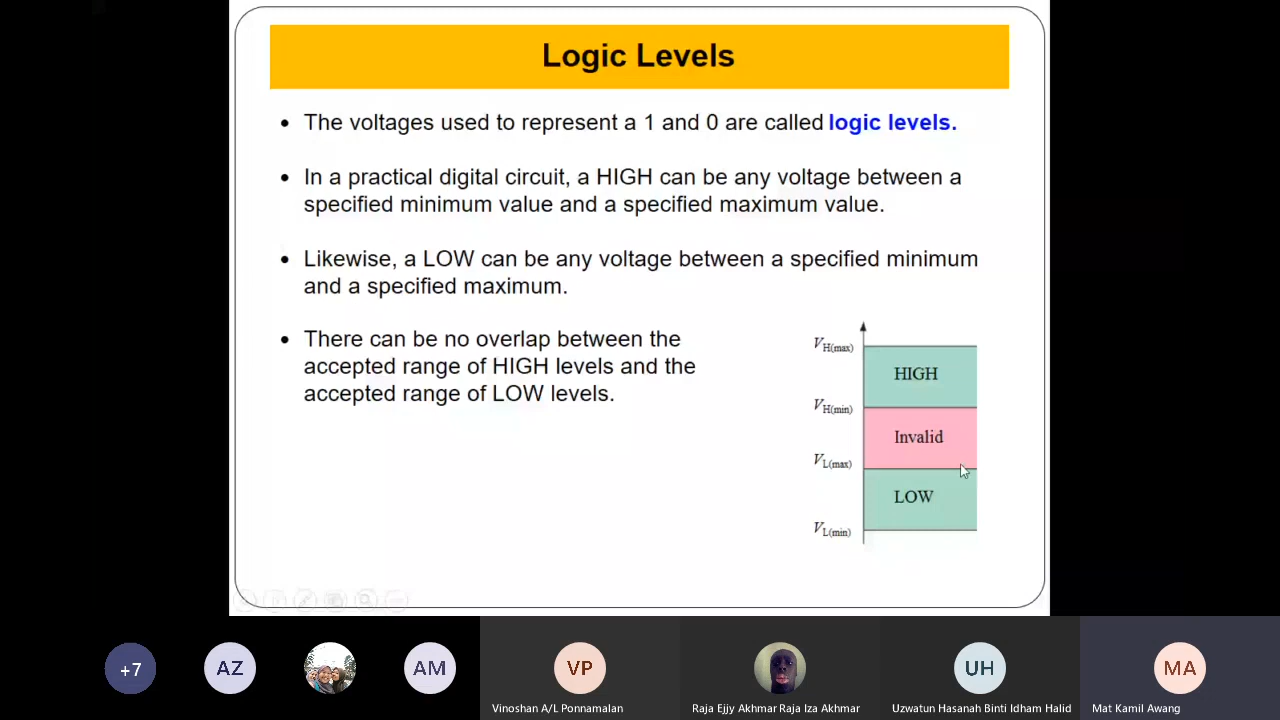 Logic Levels
The voltages used to represent a 1 and 0 are called logic levels.
In a practical digital circuit, a HIGH can be any voltage between a
specified minimum value and a specified maximum value.
Likewise, a LOW can be any voltage between a specified minimum
and a specified maximum.
There can be no overlap between the
accepted range of HIGH levels and the
accepted range of LOW levels.
VH(max)
HIGH
VH(min)
Invalid
VL(max)
LOW
VL(min)
+7
AZ
AM
VP
UH
MA
Vinoshan A/L Ponnamalan
Raja Ejjy Akhmar Raja Iza Akhmar
Uzwatun Hasanah Binti Idham Halid
Mat Kamil Awang